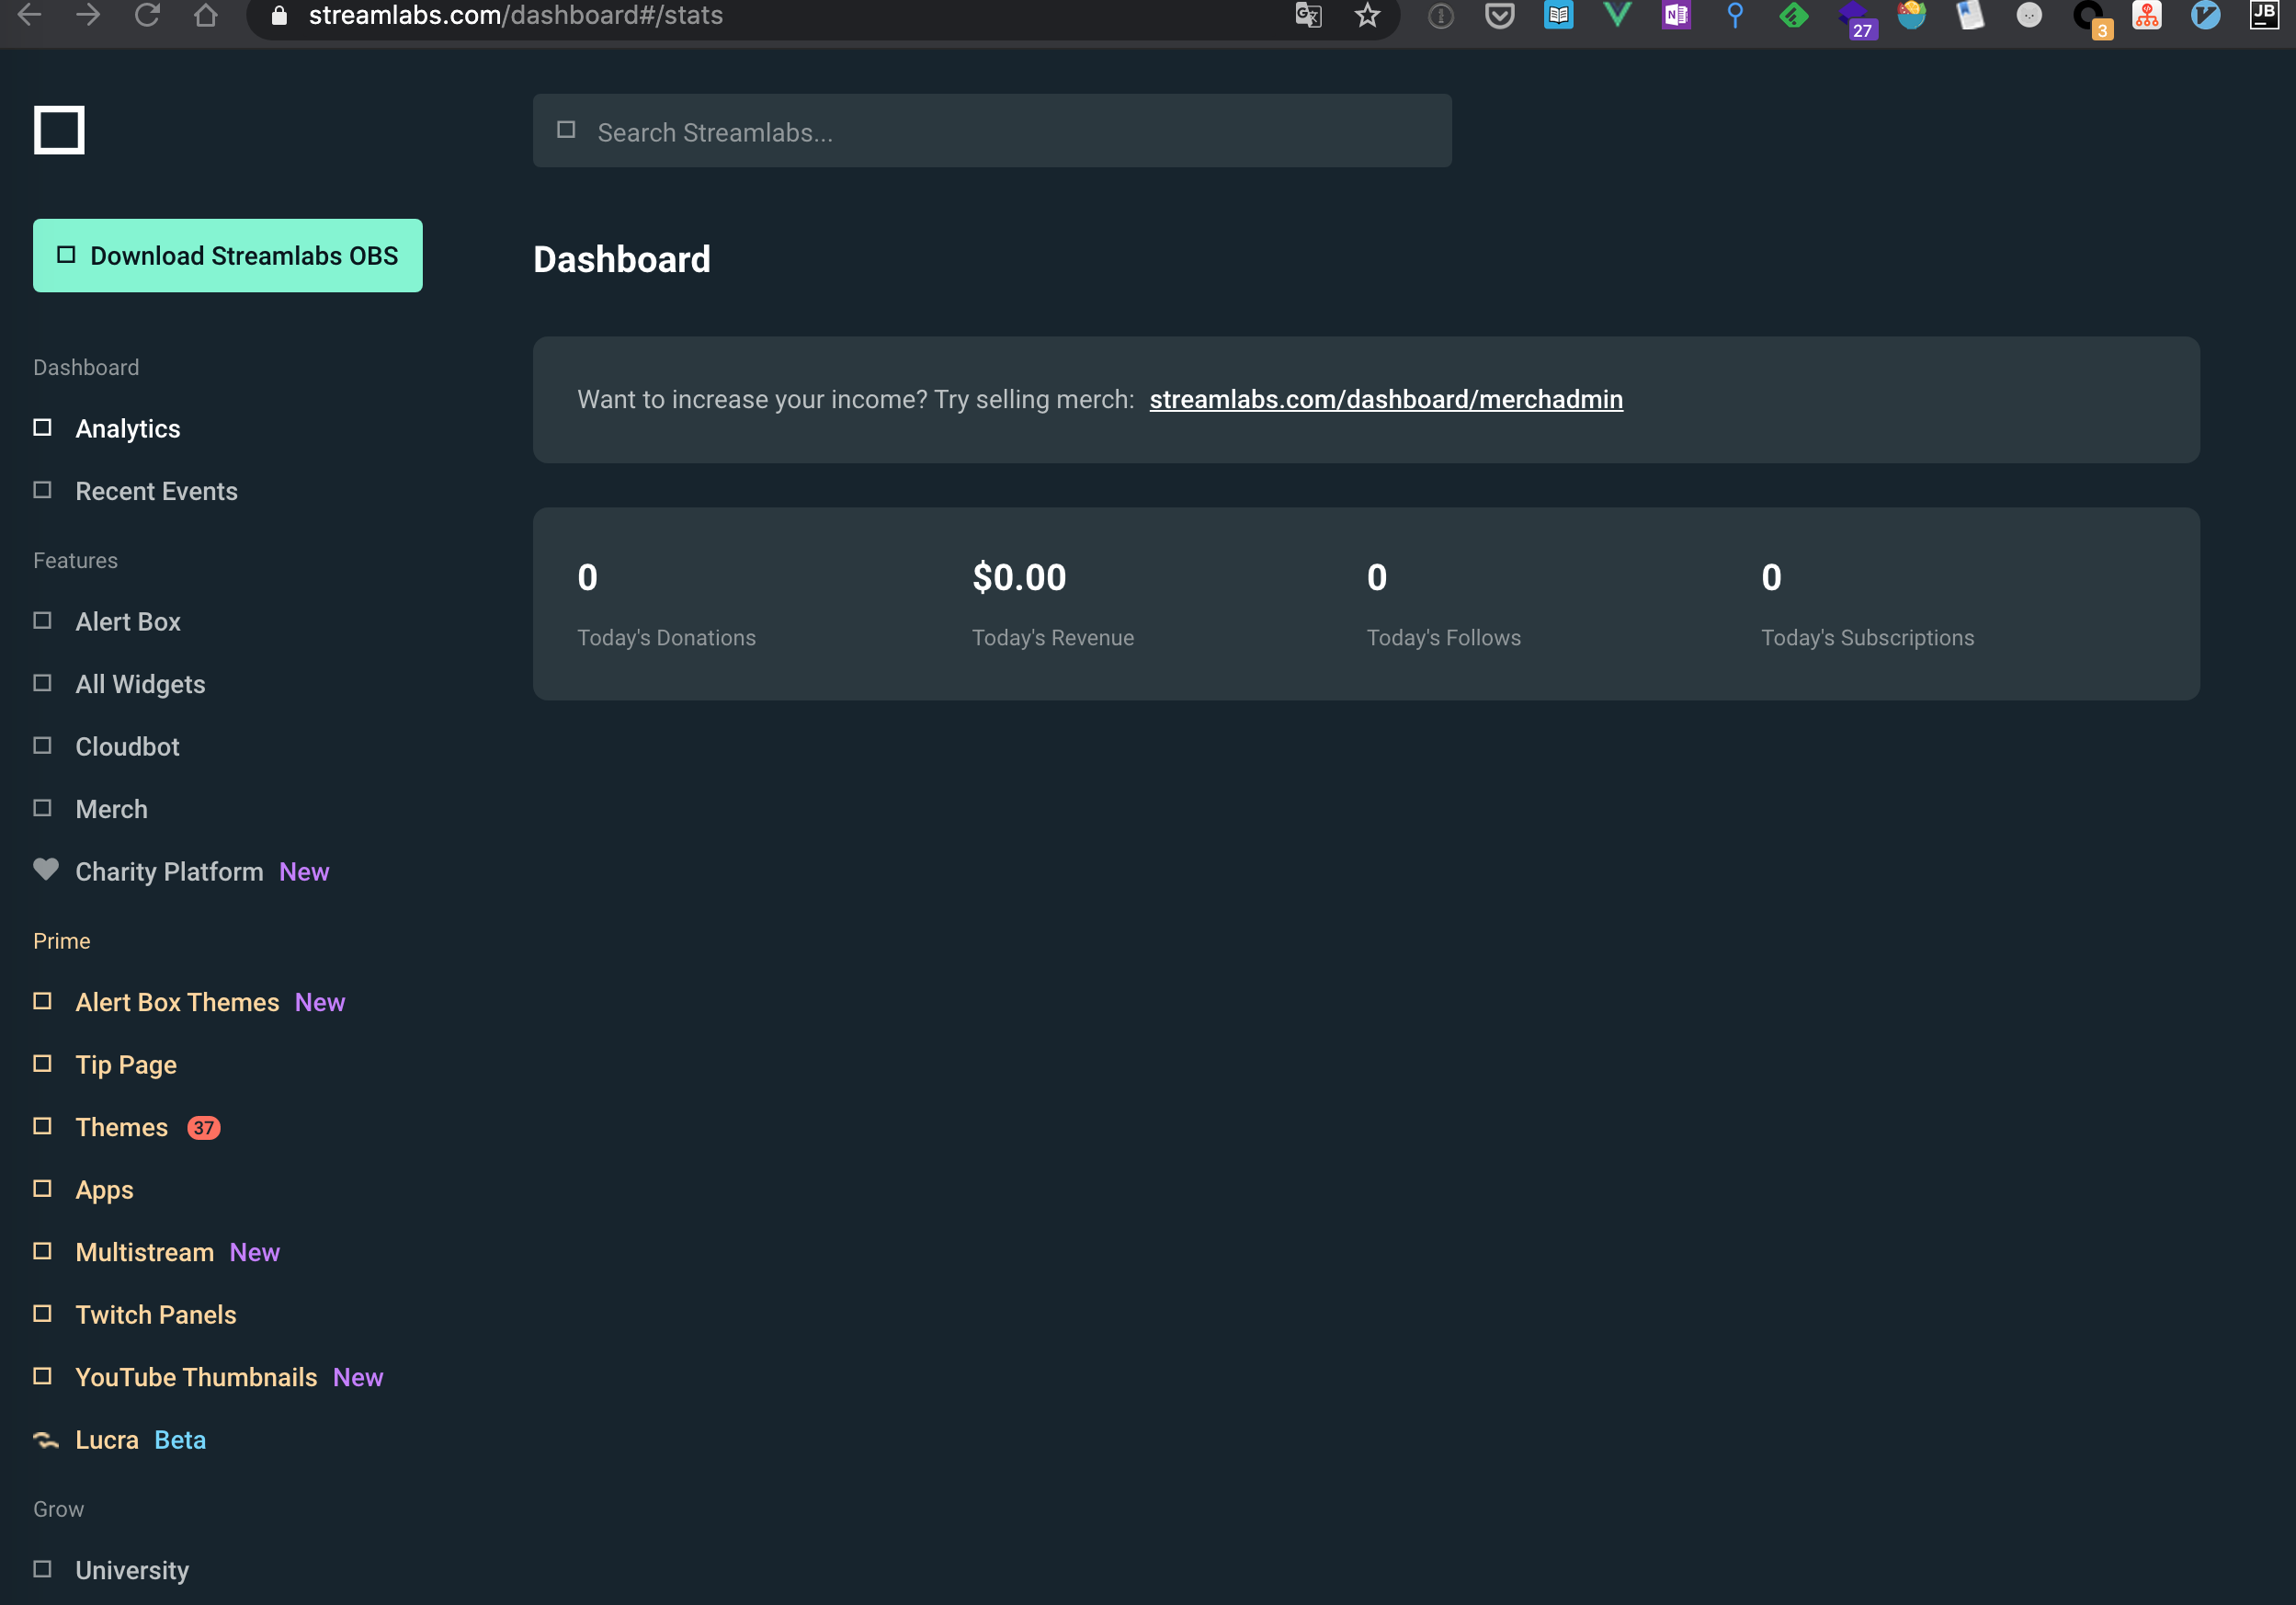 streamlabs.com/dashboard#/stats
27
3
JB
Search Streamlabs...
Download Streamlabs OBS
Dashboard
Analytics
Recent Events
Features
Alert Box
All Widgets
Cloudbot
Merch
Charity Platform New
Prime
Alert Box Themes New
Tip Page
Themes 37
Apps
Multistream New
Twitch Panels
YouTube Thumbnails New
Lucra Beta
Grow
University
Dashboard
Want to increase your income? Try selling merch: streamlabs.com/dashboard/merchadmin
0
Today's Donations
$0.00
Today's Revenue
0
Today's Follows
0
Today's Subscriptions